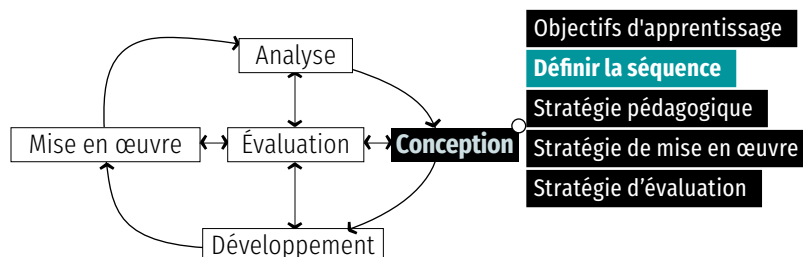 Analyse
Mise en œuvre
Évaluation
Conception
Développement
Objectifs d'apprentissage
Définir la séquence
Stratégie pédagogique
Stratégie de mise en œuvre
Stratégie d’évaluation